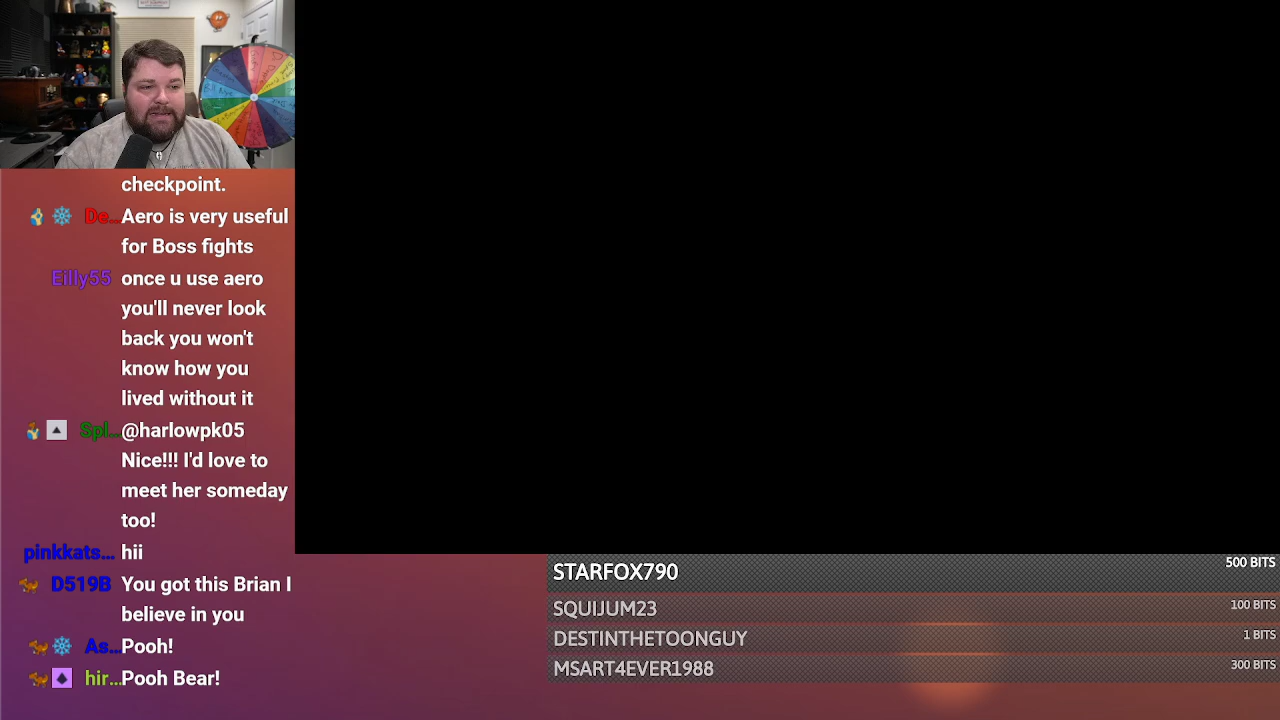 checkpoint.
De... Aero is very useful
for Boss fights
Eilly55 once u use aero
you'll never look
back you won't
know how you
lived without it
Spl... @harlowpk05
Nice!!! I'd love to
meet her someday
too!
pinkkats... hii
D519B You got this Brian I
believe in you
As... Pooh!
hir... Pooh Bear!
STARFOX790 500 BITS
SQUIJUM23 100 BITS
DESTINTHETOONGUY 1 BITS
MSART4EVER1988 300 BITS